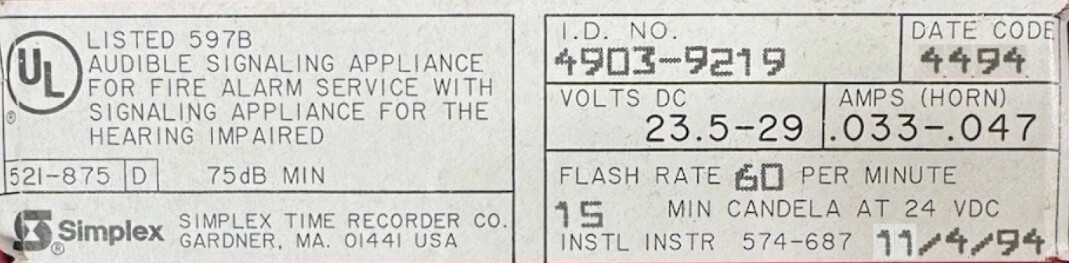 UL
®
LISTED 597B
AUDIBLE SIGNALING APPLIANCE
FOR FIRE ALARM SERVICE WITH
SIGNALING APPLIANCE FOR THE
HEARING IMPAIRED
521-875 D 75dB MIN
Simplex ®
SIMPLEX TIME RECORDER CO.
GARDNER, MA. 01441 USA
I.D. NO.
4903-9219
DATE CODE
4494
VOLTS DC
23.5-29
AMPS (HORN)
.033-.047
FLASH RATE 60 PER MINUTE
15 MIN CANDELA AT 24 VDC
INSTL INSTR 574-687 11/4/94